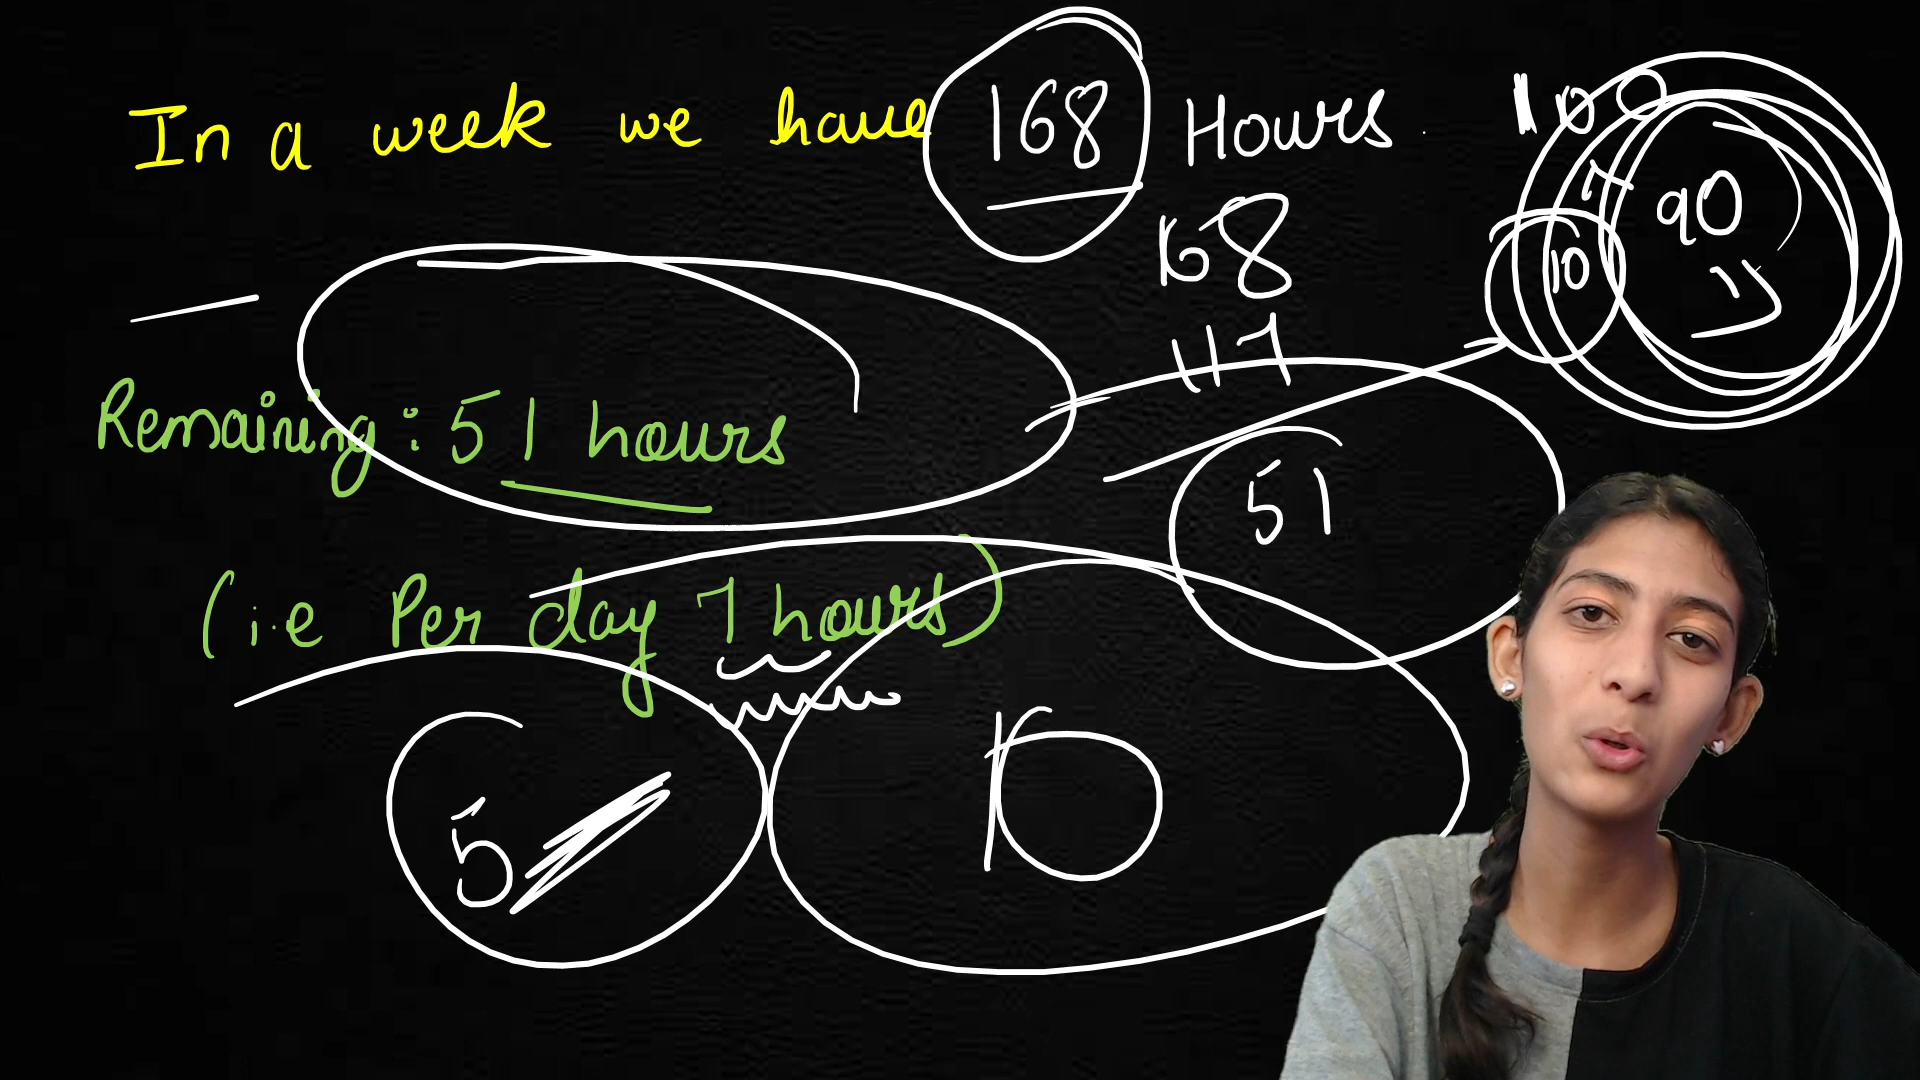 In a week we have 168 Hours.
100
90
10
168
117
Remaining: 51 hours
51
(i.e Per day 7 hours)
5
10